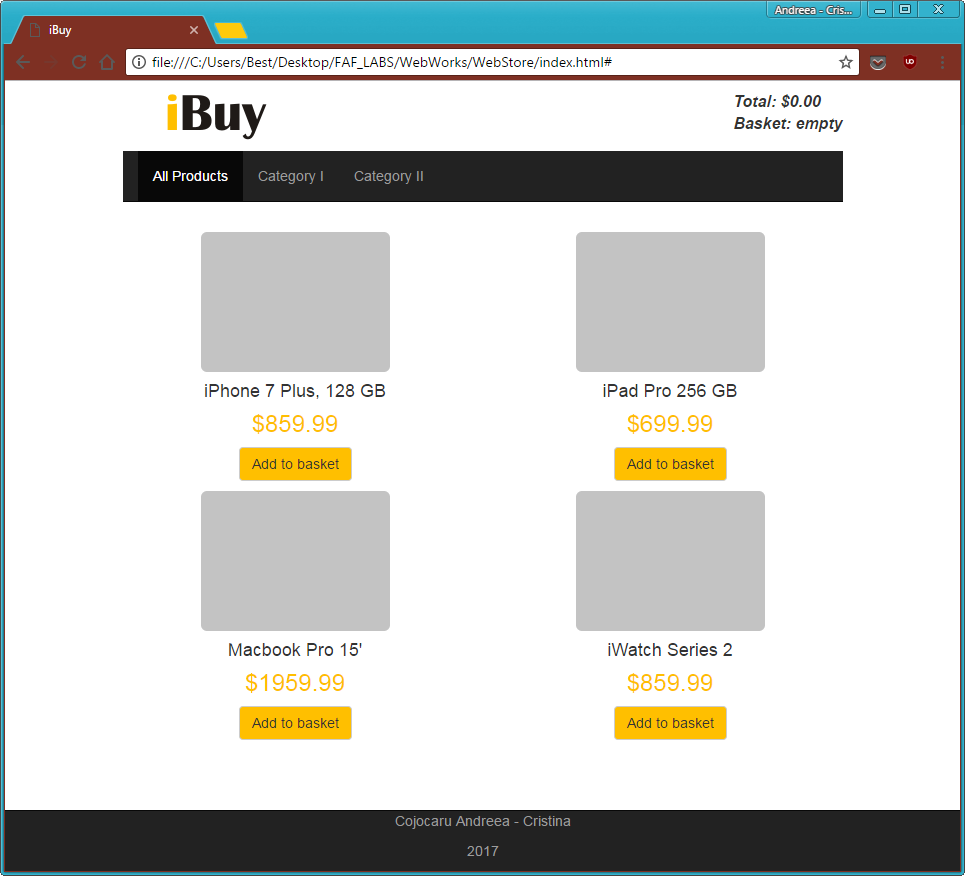 Andreea - Cris...
iBuy
file:///C:/Users/Best/Desktop/FAF_LABS/WebWorks/WebStore/index.html#
iBuy
Total: $0.00
Basket: empty
All Products Category I Category II
iPhone 7 Plus, 128 GB
$859.99
Add to basket
iPad Pro 256 GB
$699.99
Add to basket
Macbook Pro 15'
$1959.99
Add to basket
iWatch Series 2
$859.99
Add to basket
Cojocaru Andreea - Cristina
2017